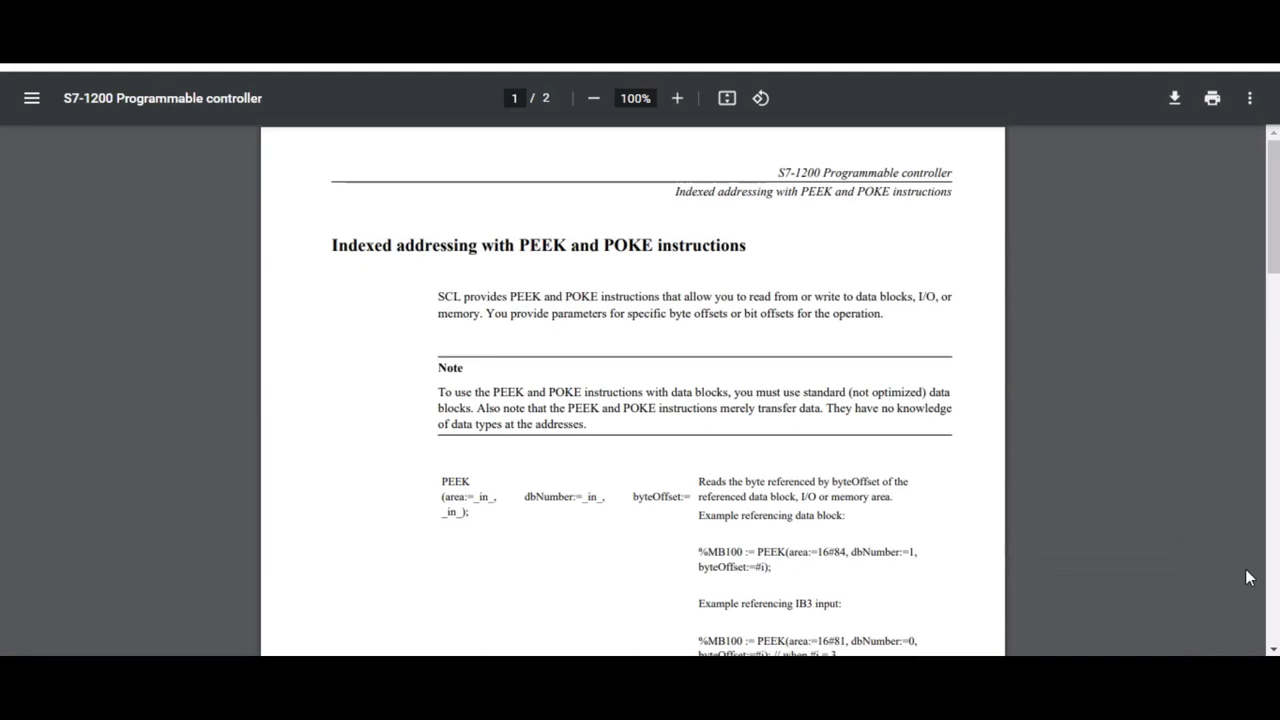 S7-1200 Programmable controller
1 / 2
100%
S7-1200 Programmable controller
Indexed addressing with PEEK and POKE instructions
Indexed addressing with PEEK and POKE instructions
SCL provides PEEK and POKE instructions that allow you to read from or write to data blocks, I/O, or
memory. You provide parameters for specific byte offsets or bit offsets for the operation.
Note
To use the PEEK and POKE instructions with data blocks, you must use standard (not optimized) data
blocks. Also note that the PEEK and POKE instructions merely transfer data. They have no knowledge
of data types at the addresses.
PEEK
(area:=_in_, dbNumber:=_in_, byteOffset:=
_in_);
Reads the byte referenced by byteOffset of the
referenced data block, I/O or memory area.
Example referencing data block:
%MB100 := PEEK(area:=16#84, dbNumber:=1,
byteOffset:=#i);
Example referencing IB3 input:
%MB100 := PEEK(area:=16#81, dbNumber:=0,
byteOffset:=#i); // when #i = 3